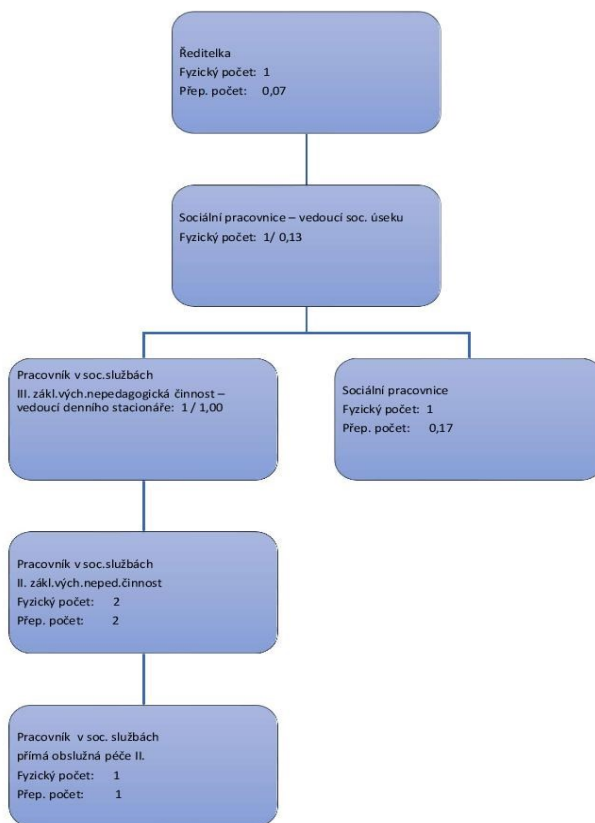 Ředitelka
Fyzický počet: 1
Přep. počet: 0,07
Sociální pracovnice – vedoucí soc. úseku
Fyzický počet: 1/ 0,13
Pracovník v soc.službách
III. zákl.vých.nepedagogická činnost –
vedoucí denního stacionáře: 1 / 1,00
Sociální pracovnice
Fyzický počet: 1
Přep. počet: 0,17
Pracovník v soc.službách
II. zákl.vých.neped.činnost
Fyzický počet: 2
Přep. počet: 2
Pracovník v soc. službách
přímá obslužná péče II.
Fyzický počet: 1
Přep. počet: 1